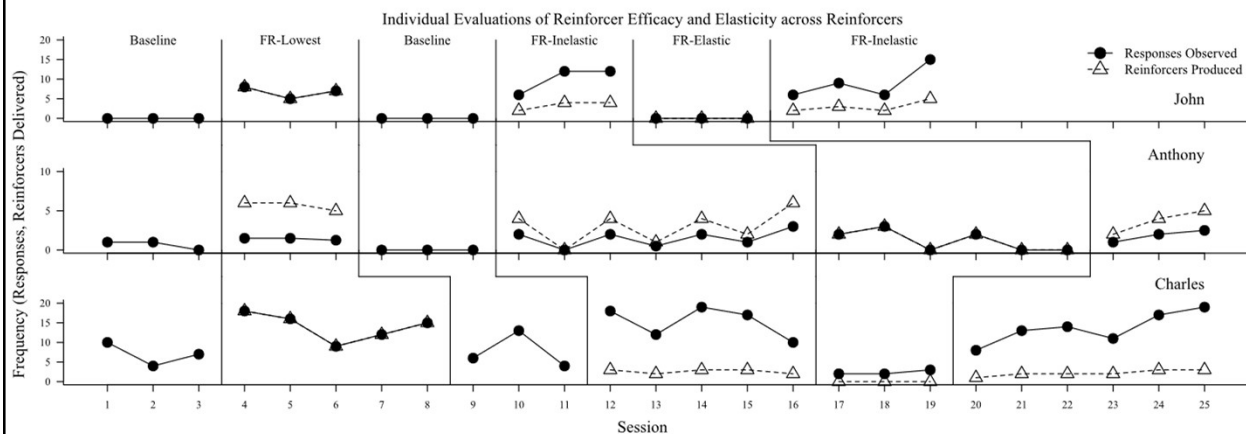 Individual Evaluations of Reinforcer Efficacy and Elasticity across Reinforcers
Baseline FR-Lowest Baseline FR-Inelastic FR-Elastic FR-Inelastic
Responses Observed
Reinforcers Produced
20
15
10
5
0
John
Frequency (Responses, Reinforcers Delivered)
Anthony
10
5
0
Charles
20
15
10
5
0
1 2 3 4 5 6 7 8 9 10 11 12 13 14 15 16 17 18 19 20 21 22 23 24 25
Session